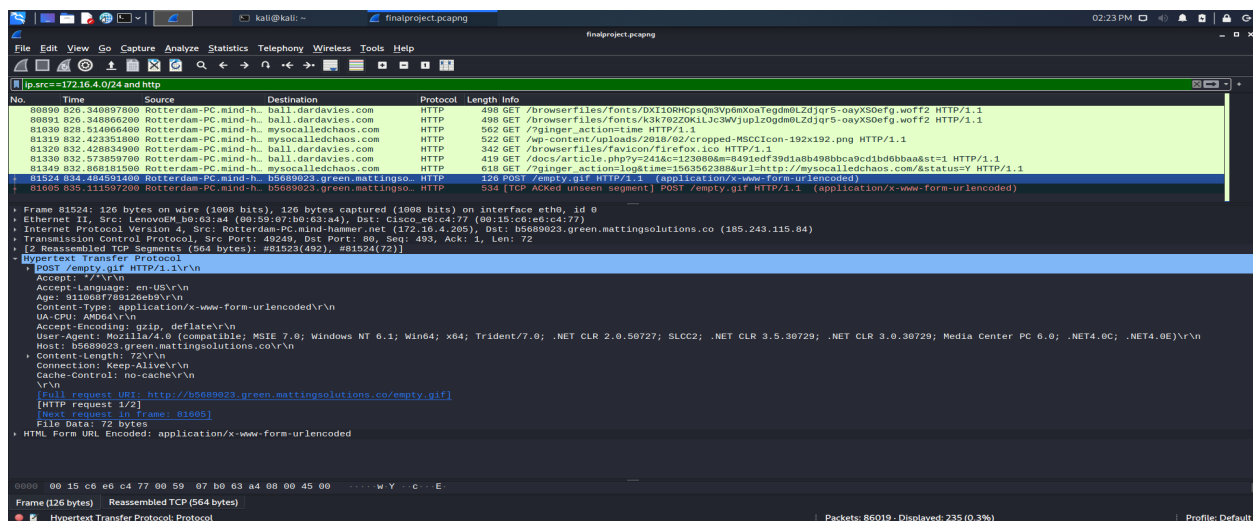 kali@kali: ~ finalproject.pcapng 02:23 PM
finalproject.pcapng
File Edit View Go Capture Analyze Statistics Telephony Wireless Tools Help
ip.src==172.16.4.0/24 and http
No. Time Source Destination Protocol Length Info
80890 826.340897800 Rotterdam-PC.mind-h… ball.dardavies.com HTTP 498 GET /browserfiles/fonts/DXI1ORHCpsQm3Vp6mXoaTegdm0LZdjqr5-oayXSOefg.woff2 HTTP/1.1
80891 826.348866200 Rotterdam-PC.mind-h… ball.dardavies.com HTTP 498 GET /browserfiles/fonts/k3k702ZOKiLJc3WVjuplzOgdm0LZdjqr5-oayXSOefg.woff2 HTTP/1.1
81030 828.514066400 Rotterdam-PC.mind-h… mysocalledchaos.com HTTP 562 GET /?ginger_action=time HTTP/1.1
81319 832.423351800 Rotterdam-PC.mind-h… mysocalledchaos.com HTTP 522 GET /wp-content/uploads/2018/02/cropped-MSCCIcon-192x192.png HTTP/1.1
81320 832.428834900 Rotterdam-PC.mind-h… ball.dardavies.com HTTP 342 GET /browserfiles/favicon/firefox.ico HTTP/1.1
81330 832.573859700 Rotterdam-PC.mind-h… ball.dardavies.com HTTP 419 GET /docs/article.php?y=241&c=123080&m=8491edf39d1a8b498bbca9cd1bd6bbaa&st=1 HTTP/1.1
81349 832.868181500 Rotterdam-PC.mind-h… mysocalledchaos.com HTTP 618 GET /?ginger_action=log&time=1563562388&url=http://mysocalledchaos.com/&status=Y HTTP/1.1
81524 834.484591400 Rotterdam-PC.mind-h… b5689023.green.mattingso… HTTP 126 POST /empty.gif HTTP/1.1 (application/x-www-form-urlencoded)
81605 835.111597200 Rotterdam-PC.mind-h… b5689023.green.mattingso… HTTP 534 [TCP ACKed unseen segment] POST /empty.gif HTTP/1.1 (application/x-www-form-urlencoded)
Frame 81524: 126 bytes on wire (1008 bits), 126 bytes captured (1008 bits) on interface eth0, id 0
Ethernet II, Src: LenovoEM_b0:63:a4 (00:59:07:b0:63:a4), Dst: Cisco_e6:c4:77 (00:15:c6:e6:c4:77)
Internet Protocol Version 4, Src: Rotterdam-PC.mind-hammer.net (172.16.4.205), Dst: b5689023.green.mattingsolutions.co (185.243.115.84)
Transmission Control Protocol, Src Port: 49249, Dst Port: 80, Seq: 493, Ack: 1, Len: 72
[2 Reassembled TCP Segments (564 bytes): #81523(492), #81524(72)]
Hypertext Transfer Protocol
POST /empty.gif HTTP/1.1\r\n
Accept: */*\r\n
Accept-Language: en-US\r\n
Age: 911068f789126eb9\r\n
Content-Type: application/x-www-form-urlencoded\r\n
UA-CPU: AMD64\r\n
Accept-Encoding: gzip, deflate\r\n
User-Agent: Mozilla/4.0 (compatible; MSIE 7.0; Windows NT 6.1; Win64; x64; Trident/7.0; .NET CLR 2.0.50727; SLCC2; .NET CLR 3.5.30729; .NET CLR 3.0.30729; Media Center PC 6.0; .NET4.0C; .NET4.0E)\r\n
Host: b5689023.green.mattingsolutions.co\r\n
Content-Length: 72\r\n
Connection: Keep-Alive\r\n
Cache-Control: no-cache\r\n
\r\n
[Full request URI: http://b5689023.green.mattingsolutions.co/empty.gif]
[HTTP request 1/2]
[Next request in frame: 81605]
File Data: 72 bytes
HTML Form URL Encoded: application/x-www-form-urlencoded
0000 00 15 c6 e6 c4 77 00 59 07 b0 63 a4 08 00 45 00 ·····w·Y ··c···E·
Frame (126 bytes) Reassembled TCP (564 bytes)
Hypertext Transfer Protocol: Protocol Packets: 86019 · Displayed: 235 (0.3%) Profile: Default